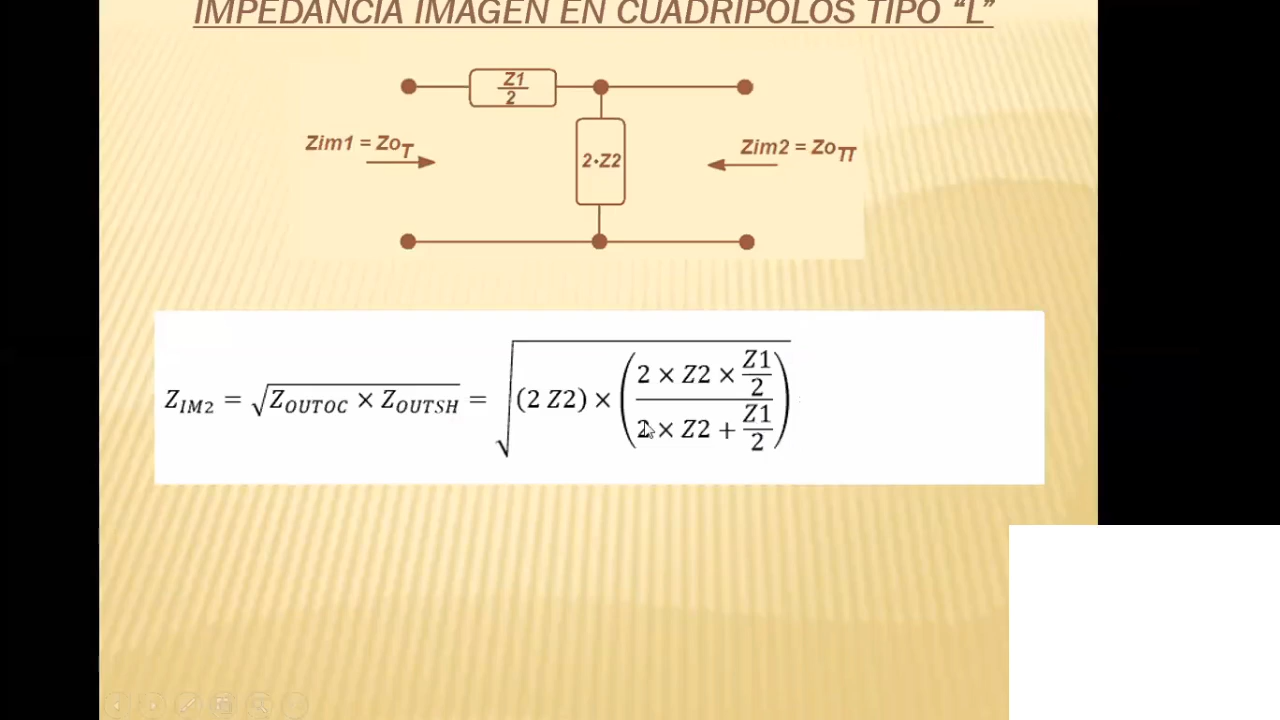 IMPEDANCIA IMAGEN EN CUADRIPOLOS TIPO “L”
Z1
2
Zim1 = ZoT
2•Z2
Zim2 = Zoπ
Z_IM2 = √(Z_OUTOC × Z_OUTSH) = √((2 Z2) × ((2 × Z2 × Z1/2)/(2 × Z2 + Z1/2)))